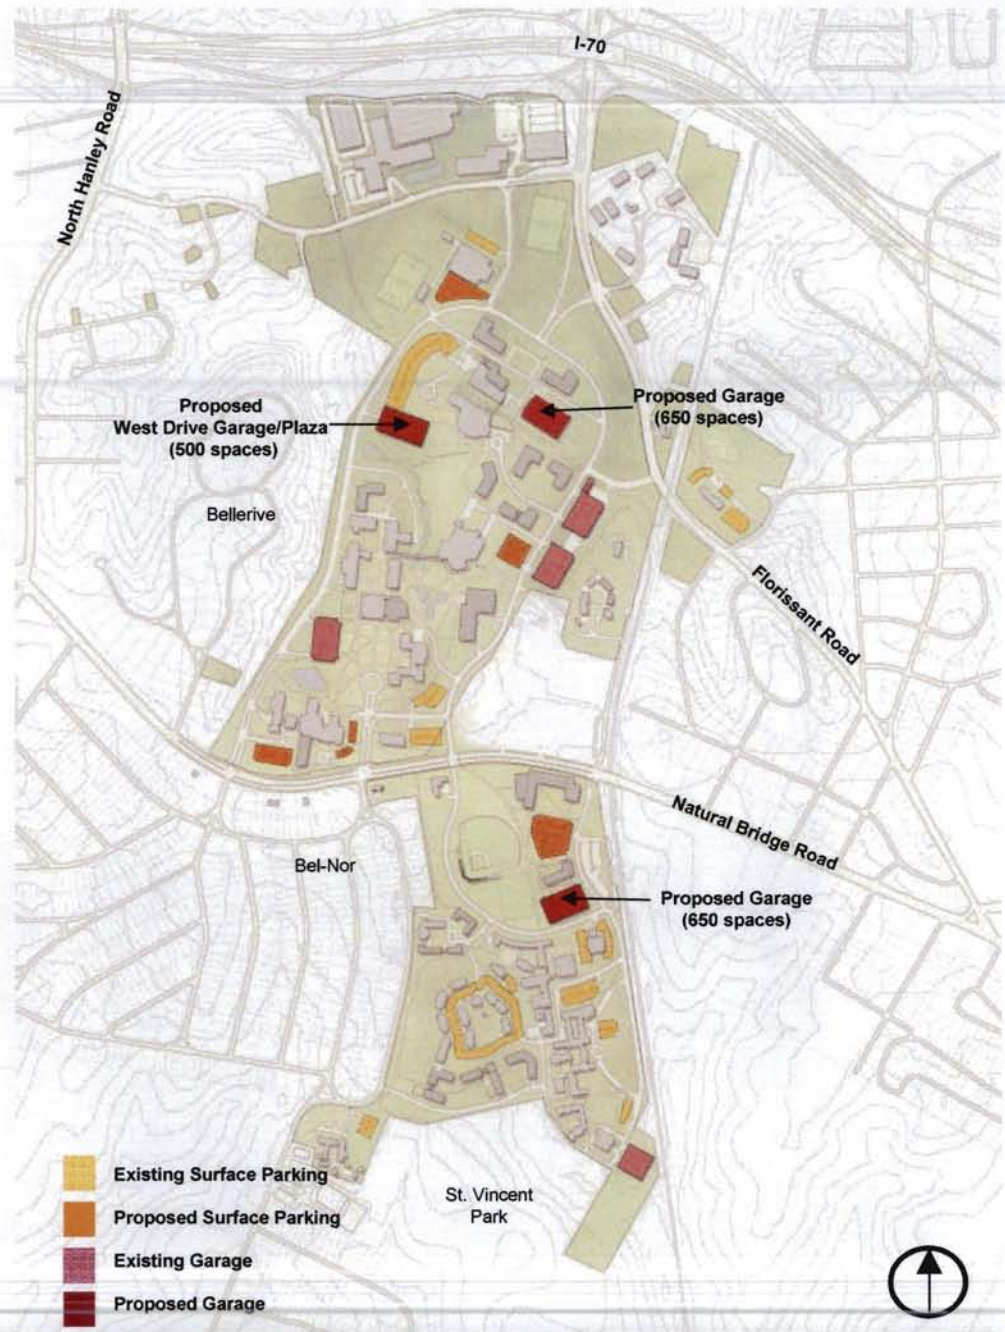 I-70
North Hanley Road
Proposed
West Drive Garage/Plaza
(500 spaces)
Proposed Garage
(650 spaces)
Bellerive
Florissant Road
Natural Bridge Road
Bel-Nor
Proposed Garage
(650 spaces)
St. Vincent
Park
Existing Surface Parking
Proposed Surface Parking
Existing Garage
Proposed Garage